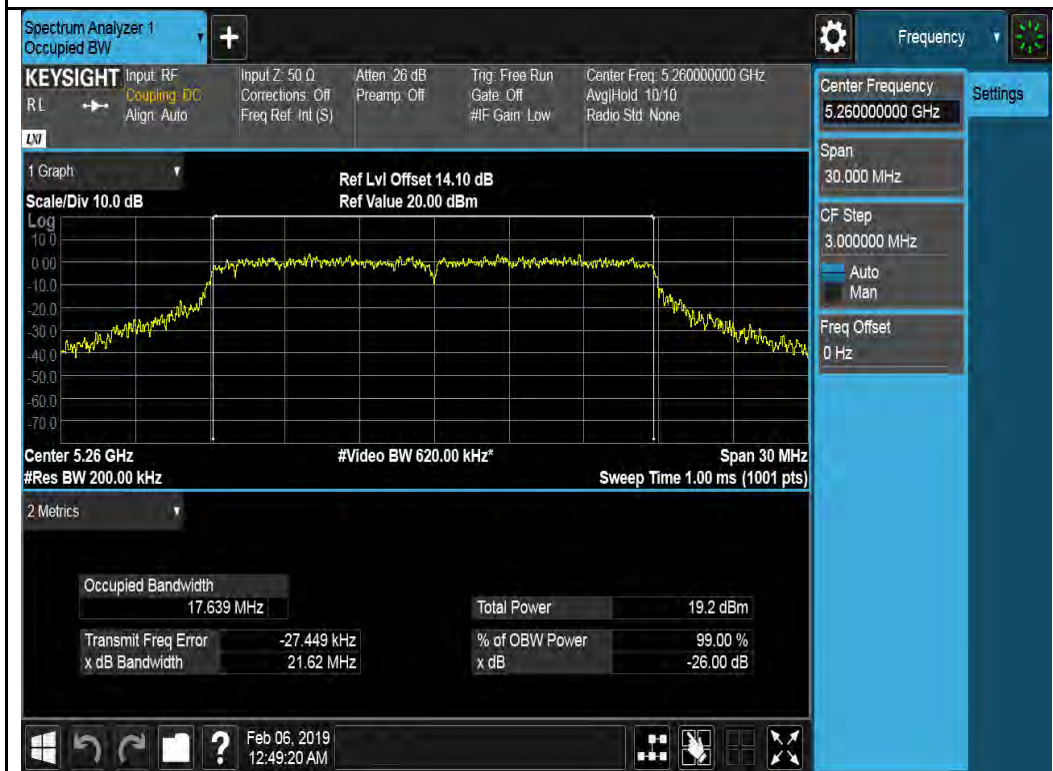 Spectrum Analyzer 1
Occupied BW
+
Frequency
KEYSIGHT
RL
LXI
Input: RF
Coupling: DC
Align: Auto
Input Z: 50 Ω
Corrections: Off
Freq Ref: Int (S)
Atten: 26 dB
Preamp: Off
Trig: Free Run
Gate: Off
#IF Gain: Low
Center Freq: 5.260000000 GHz
Avg|Hold: 10/10
Radio Std: None
Center Frequency
5.260000000 GHz
Settings
Span
30.000 MHz
CF Step
3.000000 MHz
Auto
Man
Freq Offset
0 Hz
1 Graph
Scale/Div 10.0 dB
Ref Lvl Offset 14.10 dB
Ref Value 20.00 dBm
Log
10.0
0.00
-10.0
-20.0
-30.0
-40.0
-50.0
-60.0
-70.0
Center 5.26 GHz
#Res BW 200.00 kHz
#Video BW 620.00 kHz*
Span 30 MHz
Sweep Time 1.00 ms (1001 pts)
2 Metrics
Occupied Bandwidth
17.639 MHz
Total Power 19.2 dBm
Transmit Freq Error -27.449 kHz
% of OBW Power 99.00 %
x dB Bandwidth 21.62 MHz
x dB -26.00 dB
?
Feb 06, 2019
12:49:20 AM